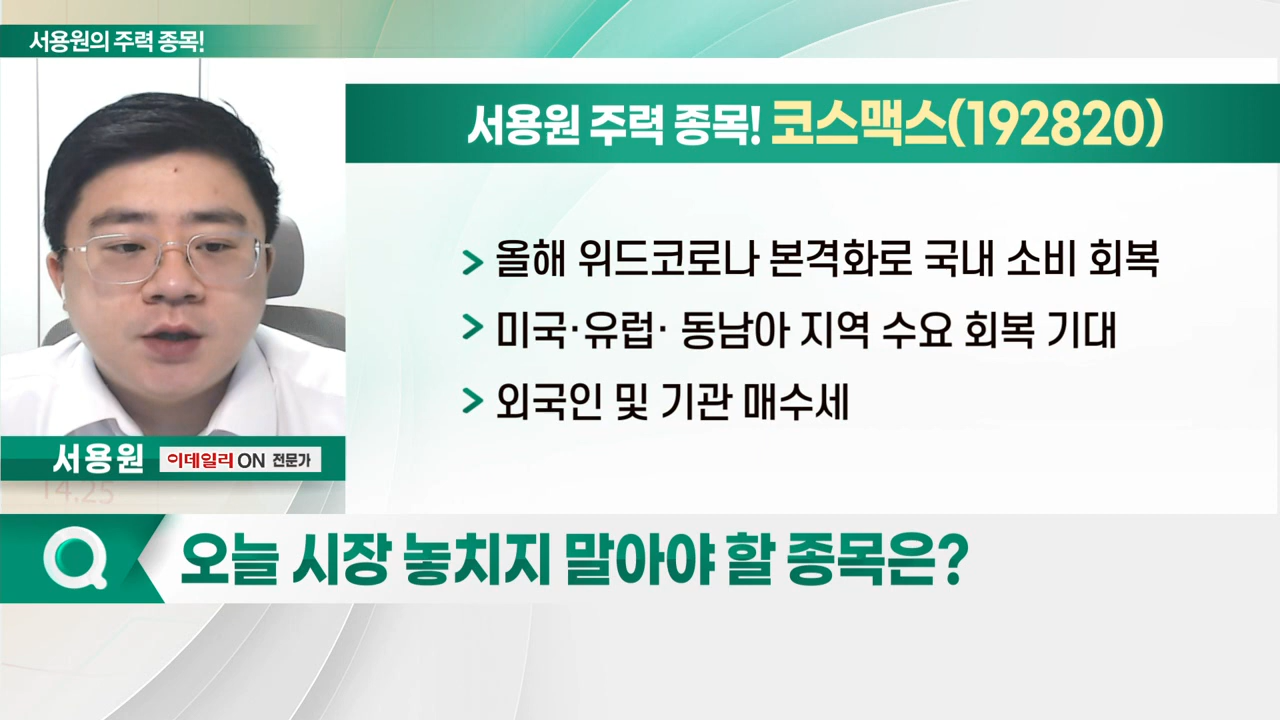 서용원의 주력 종목!
서용원 주력 종목! 코스맥스(192820)
올해 위드코로나 본격화로 국내 소비 회복
미국·유럽· 동남아 지역 수요 회복 기대
외국인 및 기관 매수세
서용원 이데일리 ON 전문가
14.25
Q 오늘 시장 놓치지 말아야 할 종목은?